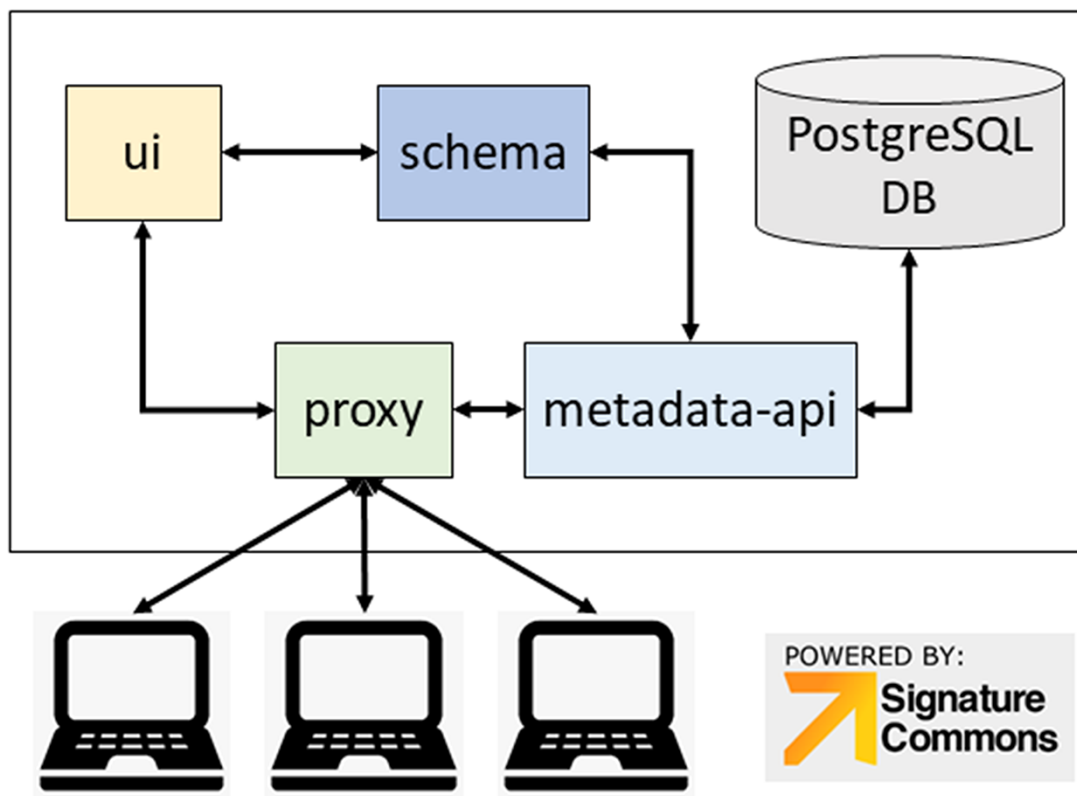 ui
schema
PostgreSQL
DB
proxy
metadata-api
POWERED BY:
Signature
Commons